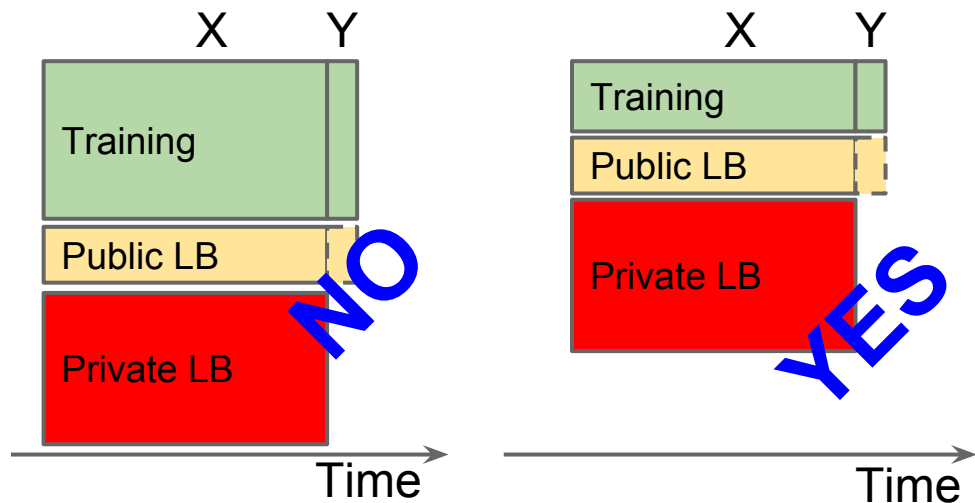 X Y
Training
Public LB
Private LB
NO
Time
X Y
Training
Public LB
Private LB
YES
Time